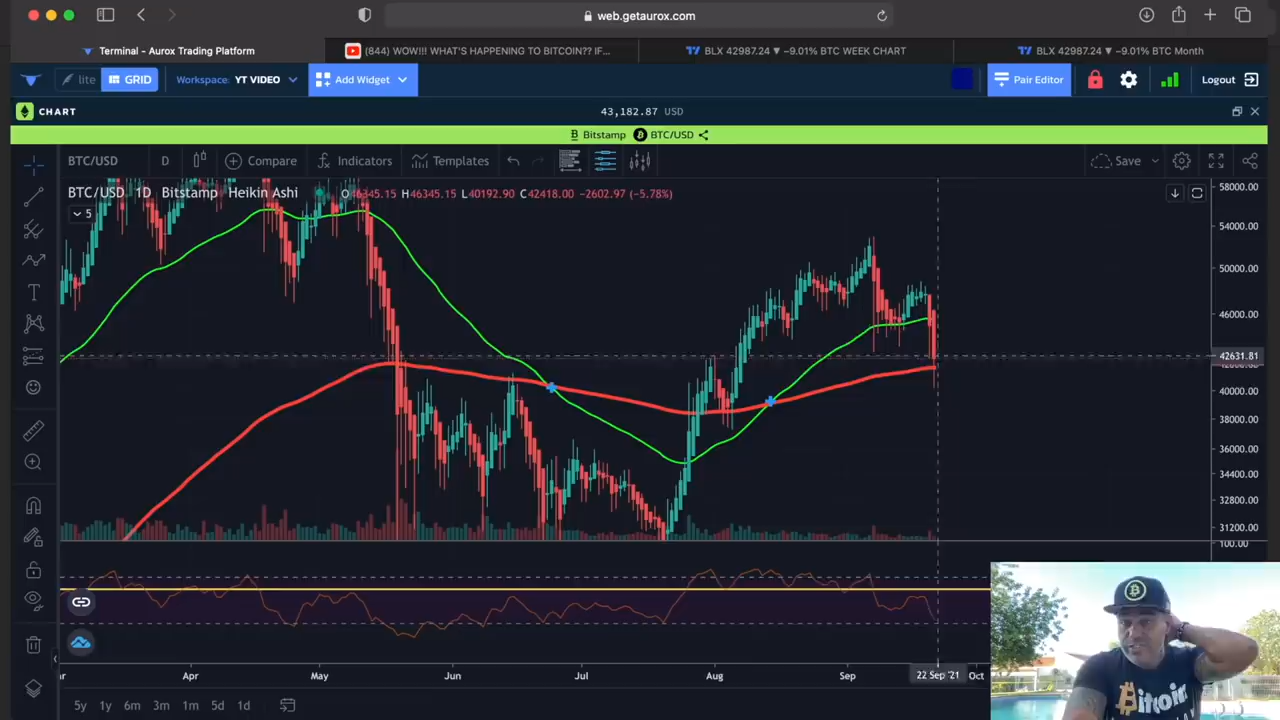 web.getaurox.com
Terminal - Aurox Trading Platform
(844) WOW!!! WHAT'S HAPPENING TO BITCOIN?? IF...
BLX 42987.24 ▼ −9.01% BTC WEEK CHART
BLX 42987.24 ▼ −9.01% BTC Month
lite
GRID
Workspace: YT VIDEO
Add Widget
Pair Editor
Logout
CHART
43,182.87 USD
Bitstamp BTC/USD
BTC/USD
D
Compare
Indicators
Templates
Save
BTC/USD 1D Bitstamp Heikin Ashi
O46345.15 H46345.15 L40192.90 C42418.00 −2602.97 (−5.78%)
5
58000.00
54000.00
50000.00
46000.00
42631.81
40000.00
38000.00
36000.00
34400.00
32800.00
31200.00
100.00
Apr
May
Jun
Jul
Aug
Sep
22 Sep '21
Oct
5y
1y
6m
3m
1m
5d
1d
Bitcoin